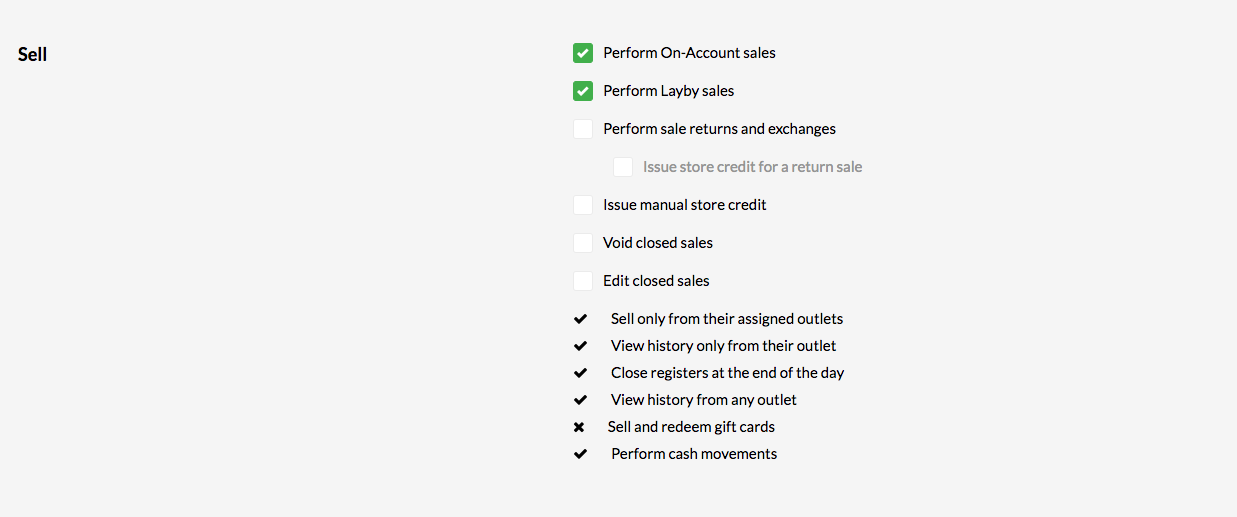 Sell
Perform On-Account sales
Perform Layby sales
Perform sale returns and exchanges
Issue store credit for a return sale
Issue manual store credit
Void closed sales
Edit closed sales
Sell only from their assigned outlets
View history only from their outlet
Close registers at the end of the day
View history from any outlet
Sell and redeem gift cards
Perform cash movements